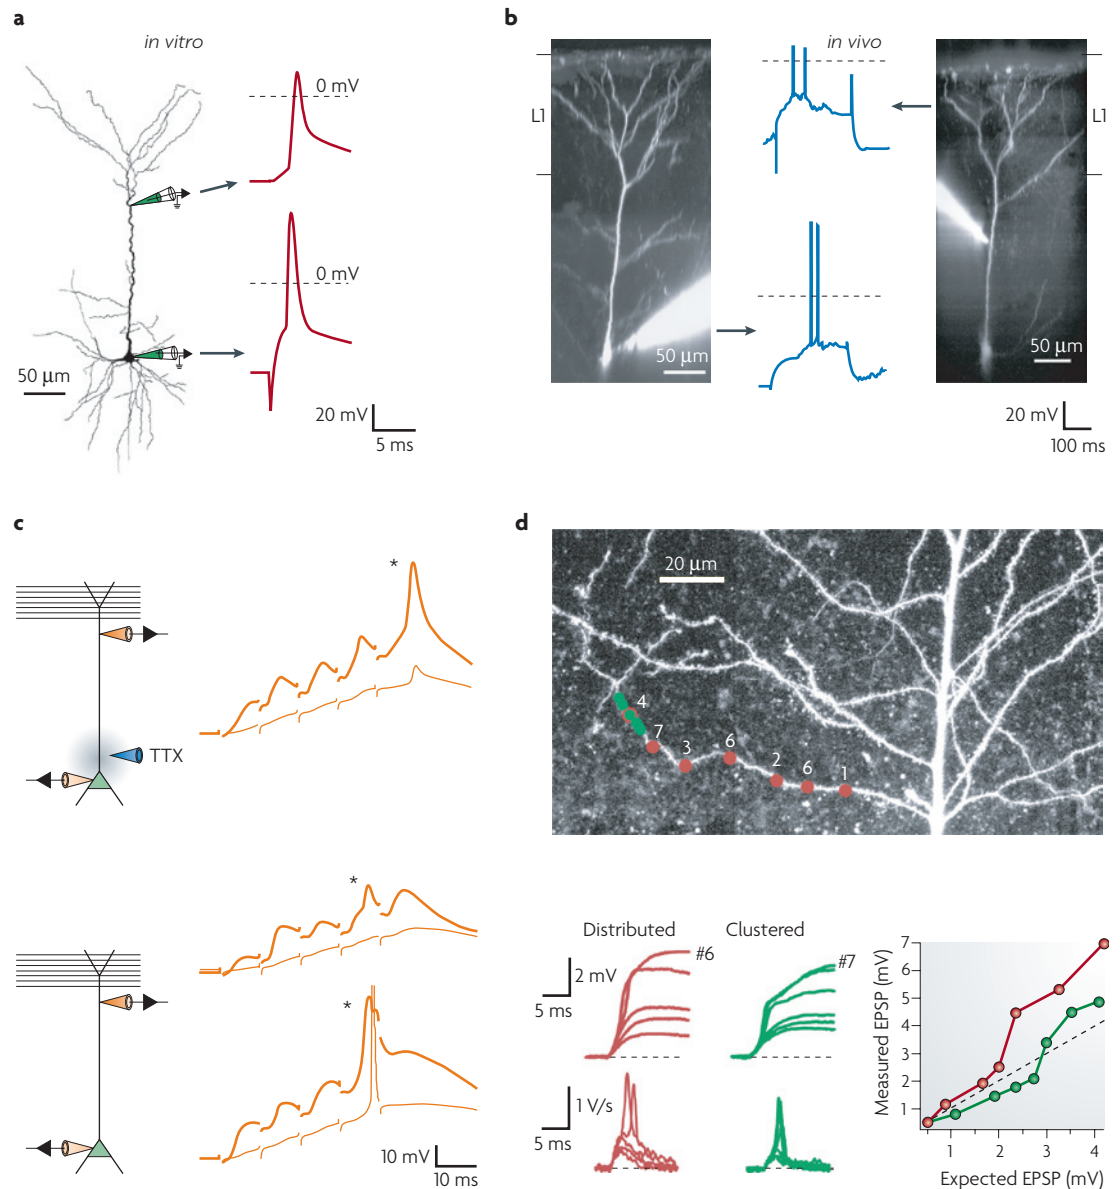 a
in vitro
0 mV
0 mV
50 μm
20 mV
5 ms
b
in vivo
L1
L1
50 μm
50 μm
20 mV
100 ms
c
*
TTX
*
*
10 mV
10 ms
d
20 μm
4
7
3
6
2
6
1
Distributed
Clustered
#6
#7
2 mV
5 ms
1 V/s
5 ms
Measured EPSP (mV)
7
6
5
4
3
2
1
1
2
3
4
Expected EPSP (mV)